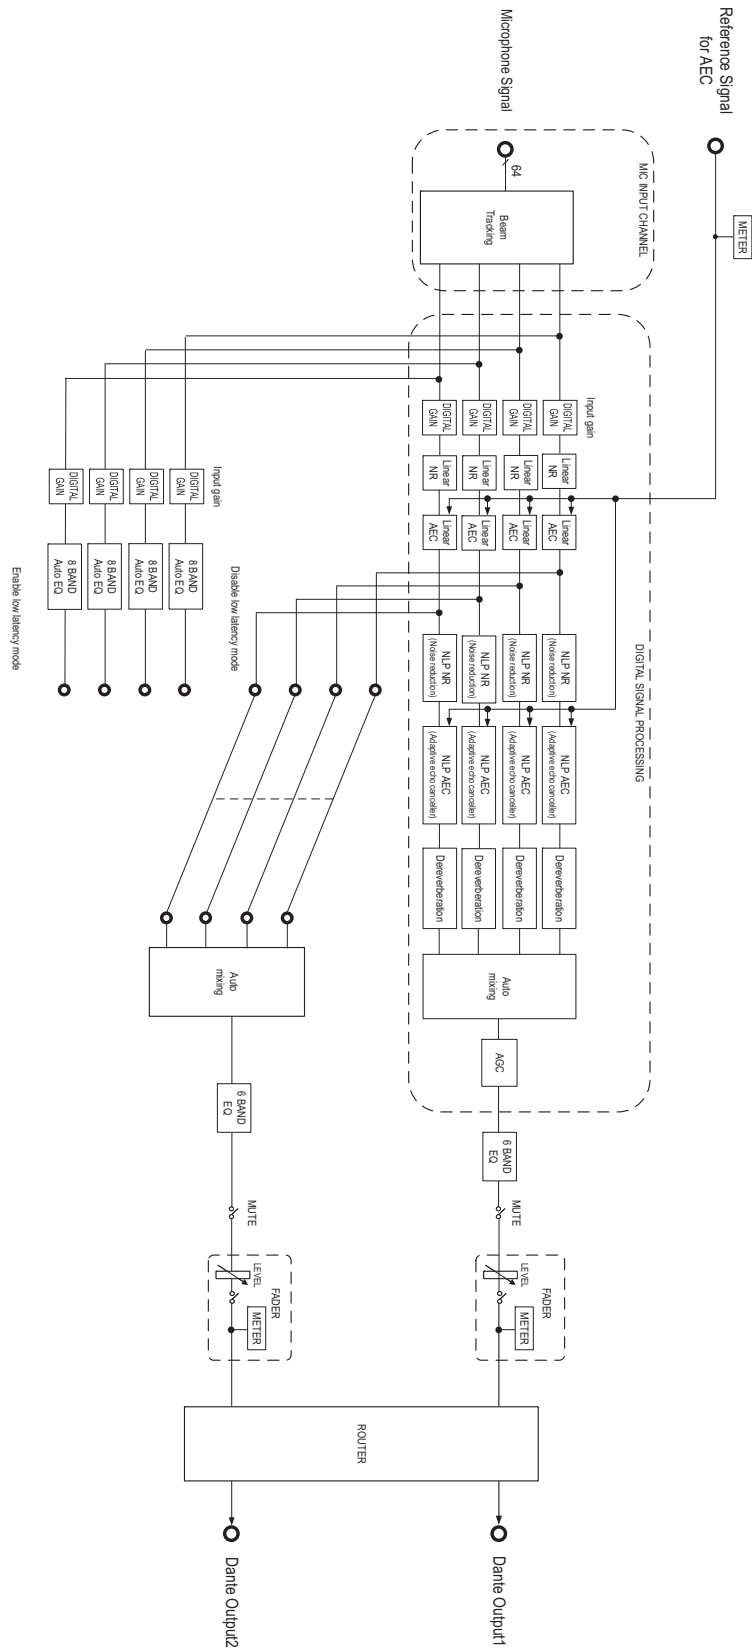 Reference Signal
for AEC
METER
Microphone Signal
64
MIC INPUT CHANNEL
Beam
Tracking
DIGITAL SIGNAL PROCESSING
Input gain
DIGITAL
GAIN
Linear
NR
Linear
AEC
NLP NR
(Noise reduction)
NLP AEC
(Adaptive echo canceller)
Dereverberation
DIGITAL
GAIN
Linear
NR
Linear
AEC
NLP NR
(Noise reduction)
NLP AEC
(Adaptive echo canceller)
Dereverberation
DIGITAL
GAIN
Linear
NR
Linear
AEC
NLP NR
(Noise reduction)
NLP AEC
(Adaptive echo canceller)
Dereverberation
DIGITAL
GAIN
Linear
NR
Linear
AEC
NLP NR
(Noise reduction)
NLP AEC
(Adaptive echo canceller)
Dereverberation
Auto
mixing
AGC
6 BAND
EQ
MUTE
FADER
LEVEL
METER
Dante Output1
ROUTER
Disable low latency mode
Input gain
DIGITAL
GAIN
8 BAND
Auto EQ
DIGITAL
GAIN
8 BAND
Auto EQ
DIGITAL
GAIN
8 BAND
Auto EQ
DIGITAL
GAIN
8 BAND
Auto EQ
Enable low latency mode
Auto
mixing
6 BAND
EQ
MUTE
FADER
LEVEL
METER
Dante Output2